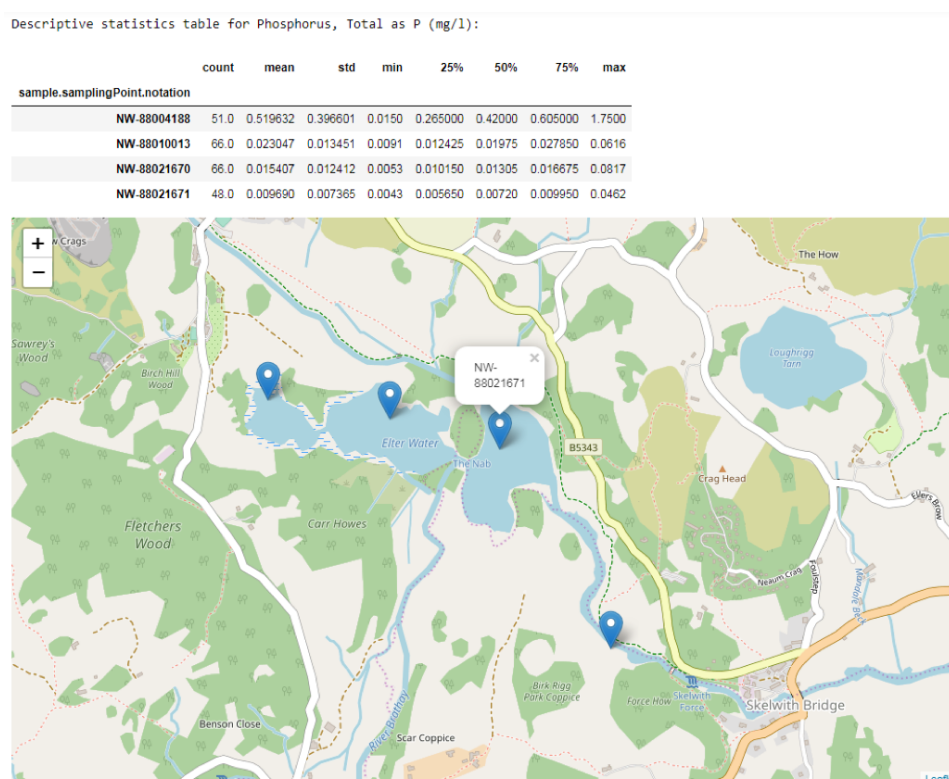 Descriptive statistics table for Phosphorus, Total as P (mg/l):
count mean std min 25% 50% 75% max
sample.samplingPoint.notation
NW-88004188 51.0 0.519632 0.396601 0.0150 0.265000 0.42000 0.605000 1.7500
NW-88010013 66.0 0.023047 0.013451 0.0091 0.012425 0.01975 0.027850 0.0616
NW-88021670 66.0 0.015407 0.012412 0.0053 0.010150 0.01305 0.016675 0.0817
NW-88021671 48.0 0.009690 0.007365 0.0043 0.005650 0.00720 0.009950 0.0462
+
−
w Crags
The How
Sawrey's
Wood
Birch Hill
Wood
Loughrigg
Tarn
×
NW-
88021671
Elter Water
The Nab
B5343
Crag Head
Ellers Brow
Fletchers
Wood
Carr Howes
Neaum Crag
Foulstep
River Brathay
Birk Rigg
Park Coppice
Force How
Skelwith
Force
Skelwith Bridge
Benson Close
Scar Coppice